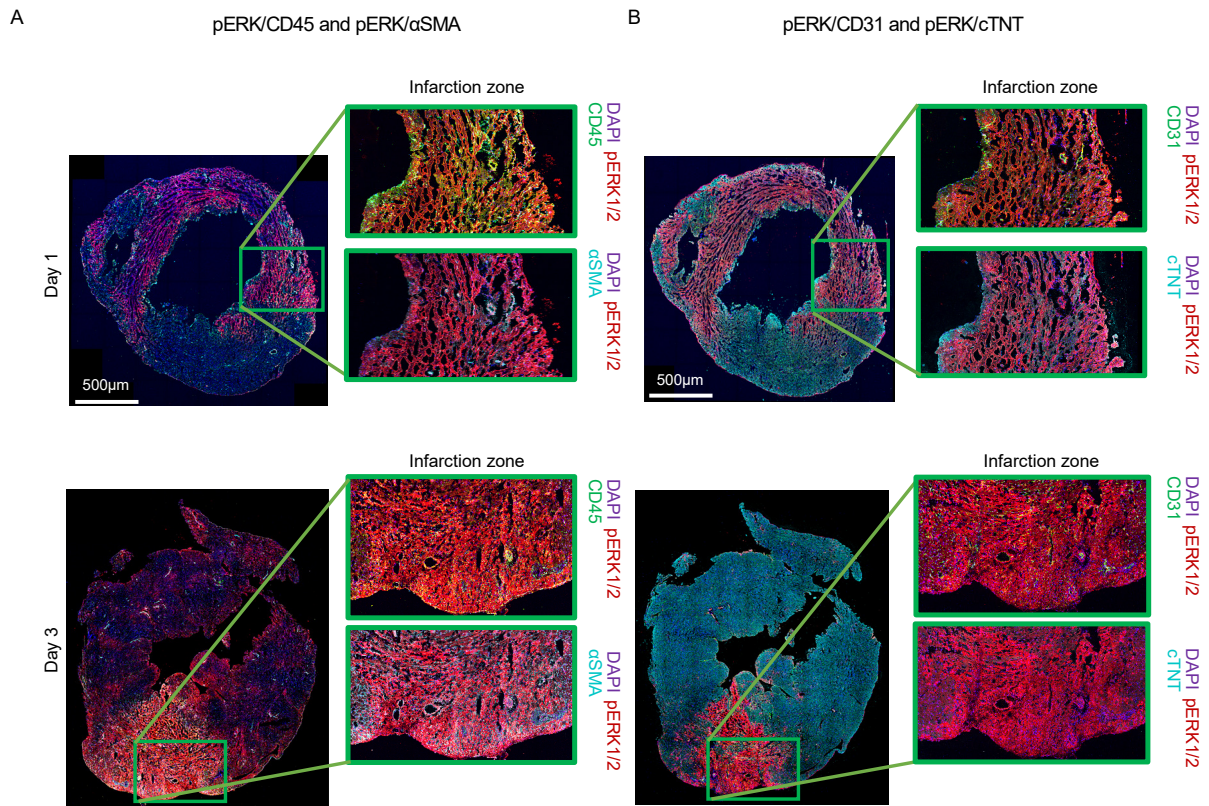 A
pERK/CD45 and pERK/αSMA
B
pERK/CD31 and pERK/cTNT
Day 1
500µm
Infarction zone
DAPI pERK1/2
CD45
DAPI pERK1/2
αSMA
500µm
Infarction zone
DAPI pERK1/2
CD31
DAPI pERK1/2
cTNT
Day 3
Infarction zone
DAPI pERK1/2
CD45
DAPI pERK1/2
αSMA
Infarction zone
DAPI pERK1/2
CD31
DAPI pERK1/2
cTNT